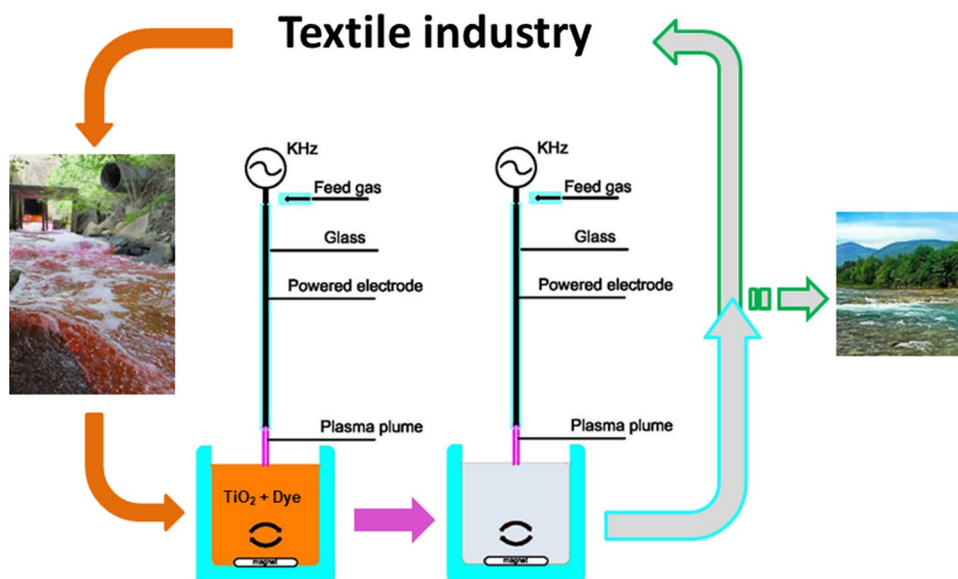 Textile industry
KHz
Feed gas
Glass
Powered electrode
Plasma plume
TiO₂ + Dye
magnet
KHz
Feed gas
Glass
Powered electrode
Plasma plume
magnet